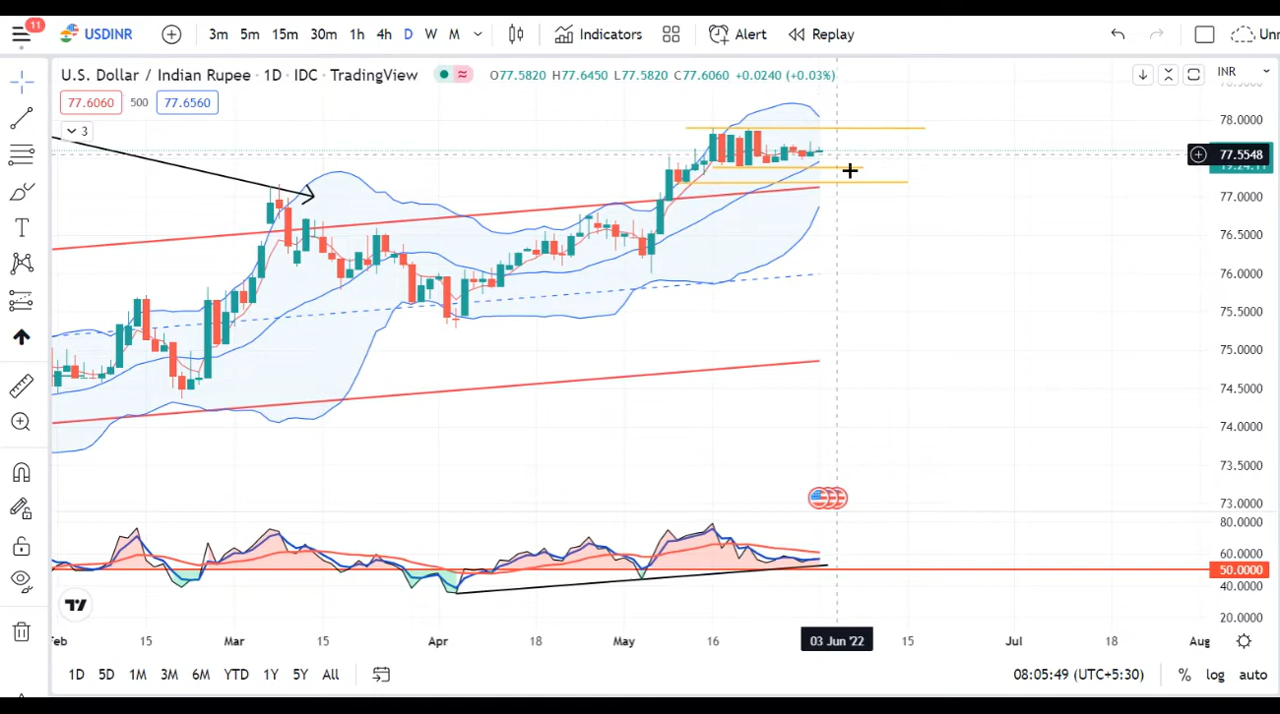 11
USDINR
3m 5m 15m 30m 1h 4h D W M
Indicators
Alert
Replay
U.S. Dollar / Indian Rupee · 1D · IDC · TradingView
O77.5820 H77.6450 L77.5820 C77.6060 +0.0240 (+0.03%)
INR
77.6060 500 77.6560
3
78.0000
77.5548
77.0000
76.5000
76.0000
75.5000
75.0000
74.5000
74.0000
73.5000
73.0000
80.0000
60.0000
50.0000
40.0000
20.0000
15 Mar 15 Apr 18 May 16 03 Jun '22 15 Jul 18 Aug
1D 5D 1M 3M 6M YTD 1Y 5Y All
08:05:49 (UTC+5:30) % log auto